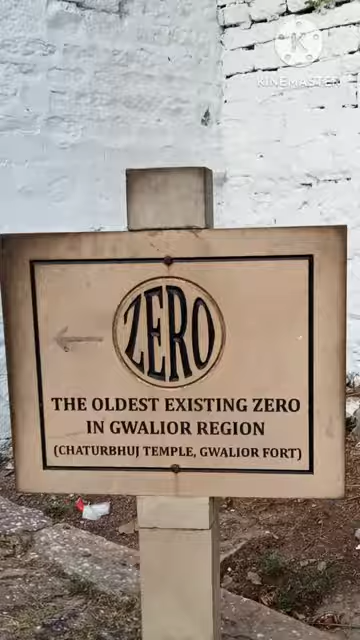 KINEMASTER
ZERO
THE OLDEST EXISTING ZERO
IN GWALIOR REGION
(CHATURBHUJ TEMPLE, GWALIOR FORT)